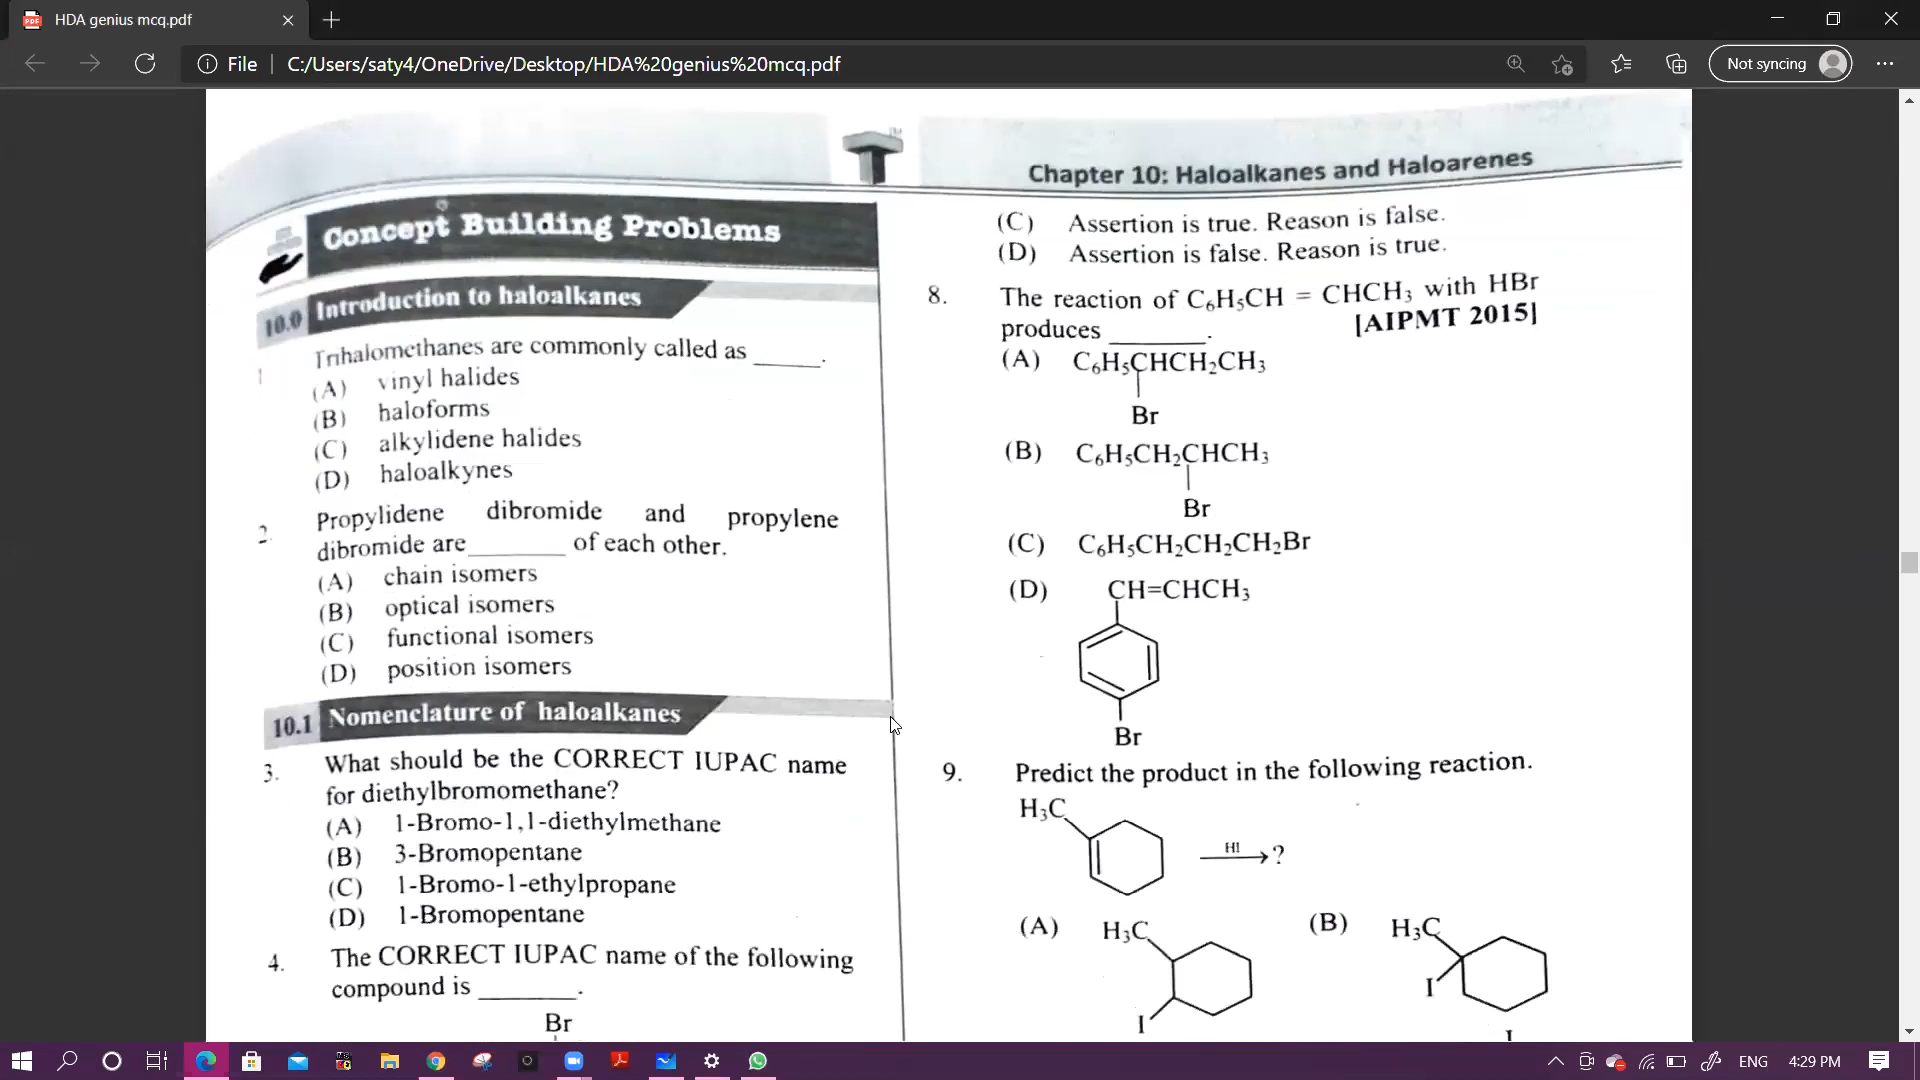 HDA genius mcq.pdf
File
C:/Users/saty4/OneDrive/Desktop/HDA%20genius%20mcq.pdf
Not syncing
TM
Chapter 10: Haloalkanes and Haloarenes
Concept Building Problems
10.0 Introduction to haloalkanes
1 Trihalomethanes are commonly called as _____.
(A) vinyl halides
(B) haloforms
(C) alkylidene halides
(D) haloalkynes
2. Propylidene dibromide and propylene
dibromide are_______ of each other.
(A) chain isomers
(B) optical isomers
(C) functional isomers
(D) position isomers
10.1 Nomenclature of haloalkanes
3. What should be the CORRECT IUPAC name
for diethylbromomethane?
(A) 1-Bromo-1,1-diethylmethane
(B) 3-Bromopentane
(C) 1-Bromo-1-ethylpropane
(D) 1-Bromopentane
4. The CORRECT IUPAC name of the following
compound is _______.
Br
(C) Assertion is true. Reason is false.
(D) Assertion is false. Reason is true.
8. The reaction of C₆H₅CH = CHCH₃ with HBr
produces _______. [AIPMT 2015]
(A) C₆H₅CHCH₂CH₃
Br
(B) C₆H₅CH₂CHCH₃
Br
(C) C₆H₅CH₂CH₂CH₂Br
(D) CH=CHCH₃
Br
9. Predict the product in the following reaction.
H₃C
HI
?
(A) H₃C
I
(B) H₃C
I
I
ENG
4:29 PM